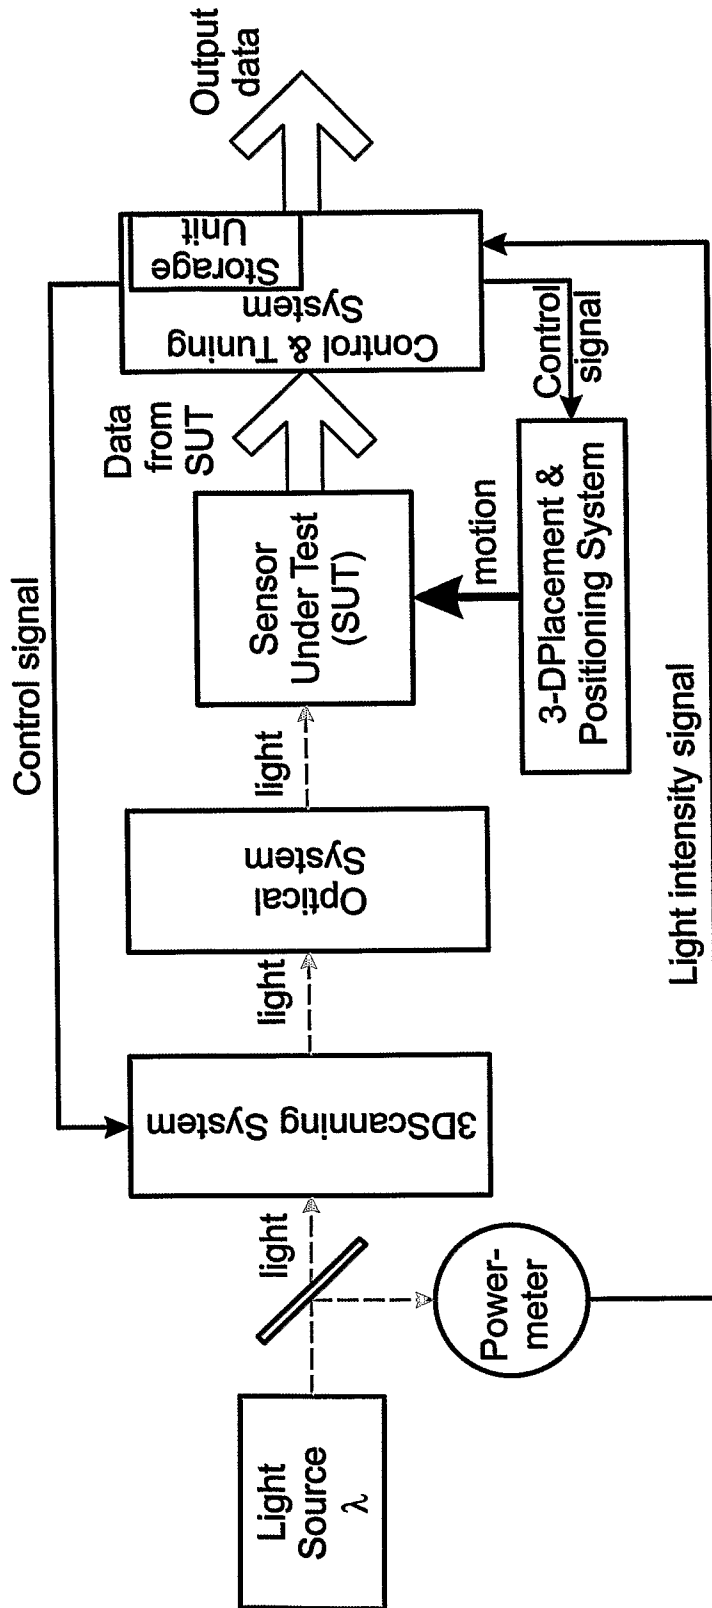 Light
Source
λ
light
Power-
meter
3DScanning System
Control signal
light
Optical
System
light
Sensor
Under Test
(SUT)
motion
3-DPlacement &
Positioning System
Data
from
SUT
Control & Tuning
System
Storage
Unit
Control
signal
Output
data
Light intensity signal